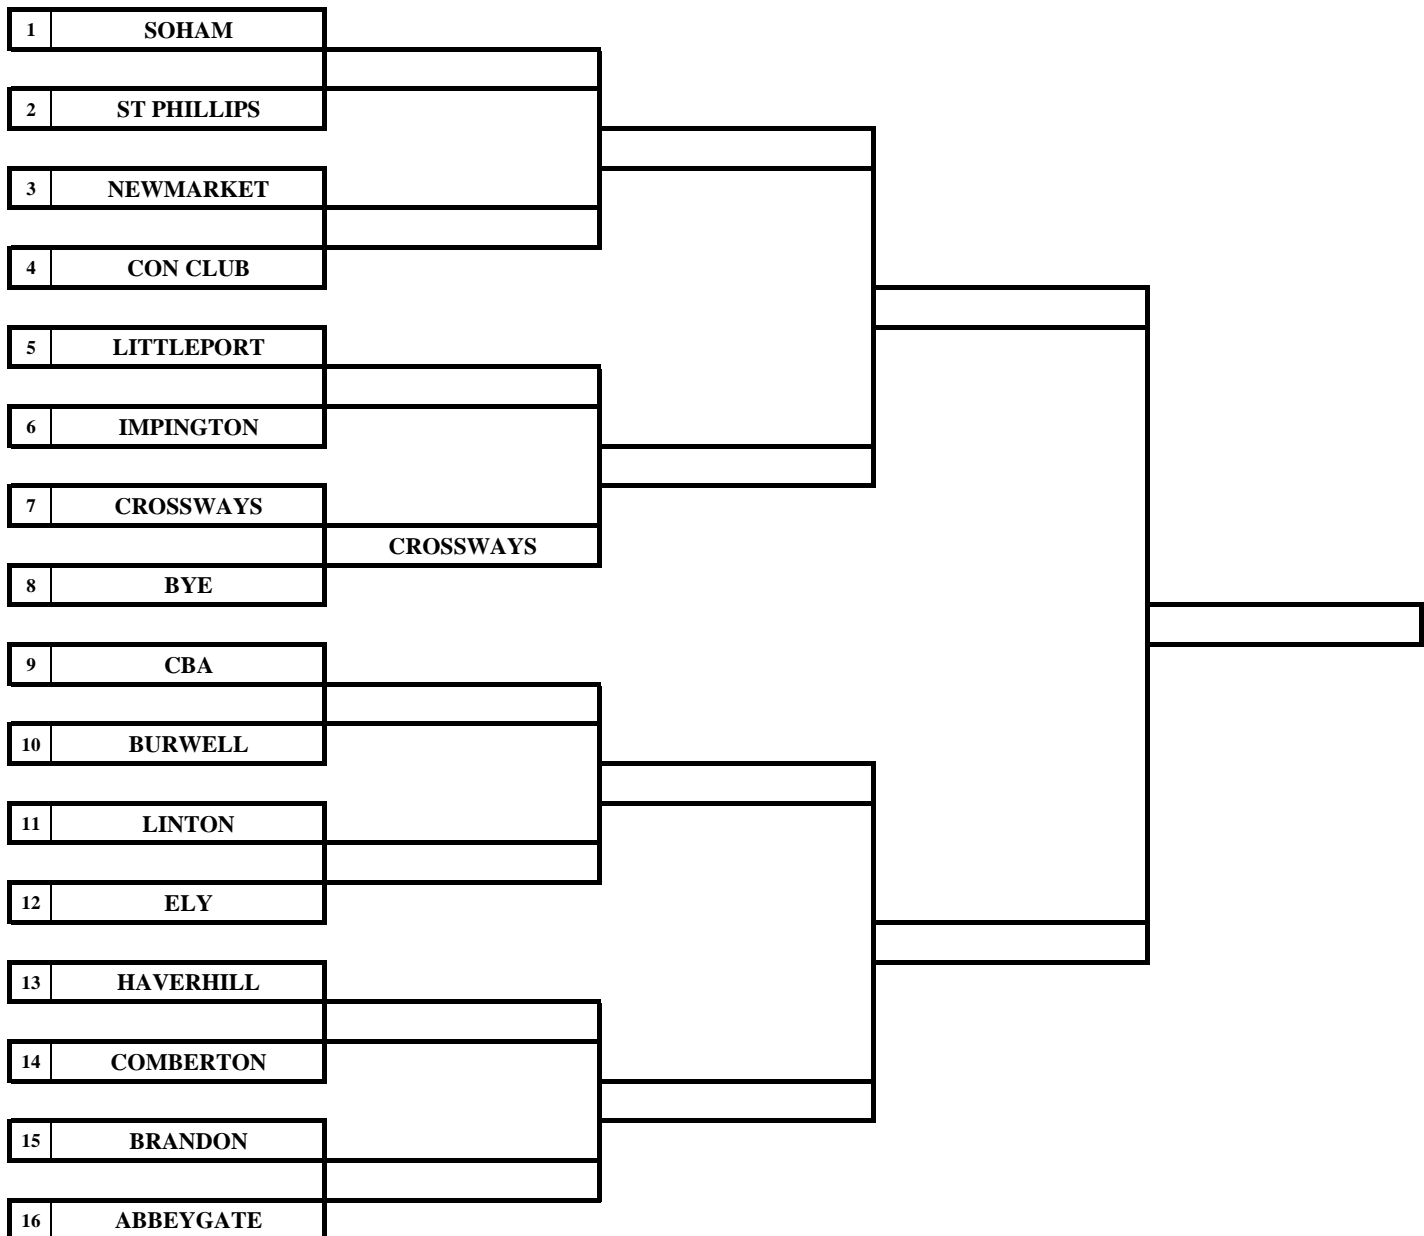 1 SOHAM
2 ST PHILLIPS
3 NEWMARKET
4 CON CLUB
5 LITTLEPORT
6 IMPINGTON
7 CROSSWAYS
CROSSWAYS
8 BYE
9 CBA
10 BURWELL
11 LINTON
12 ELY
13 HAVERHILL
14 COMBERTON
15 BRANDON
16 ABBEYGATE